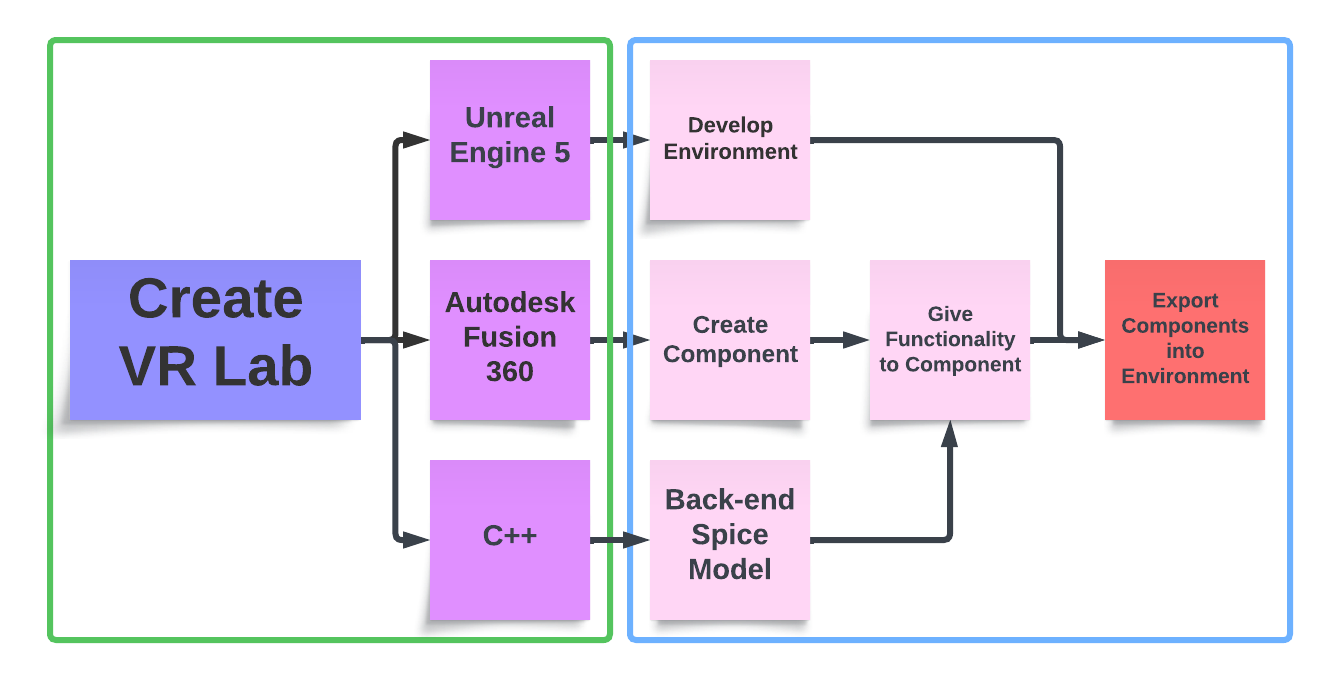 Create
VR Lab
Unreal
Engine 5
Autodesk
Fusion
360
C++
Develop
Environment
Create
Component
Back-end
Spice
Model
Give
Functionality
to Component
Export
Components
into
Environment